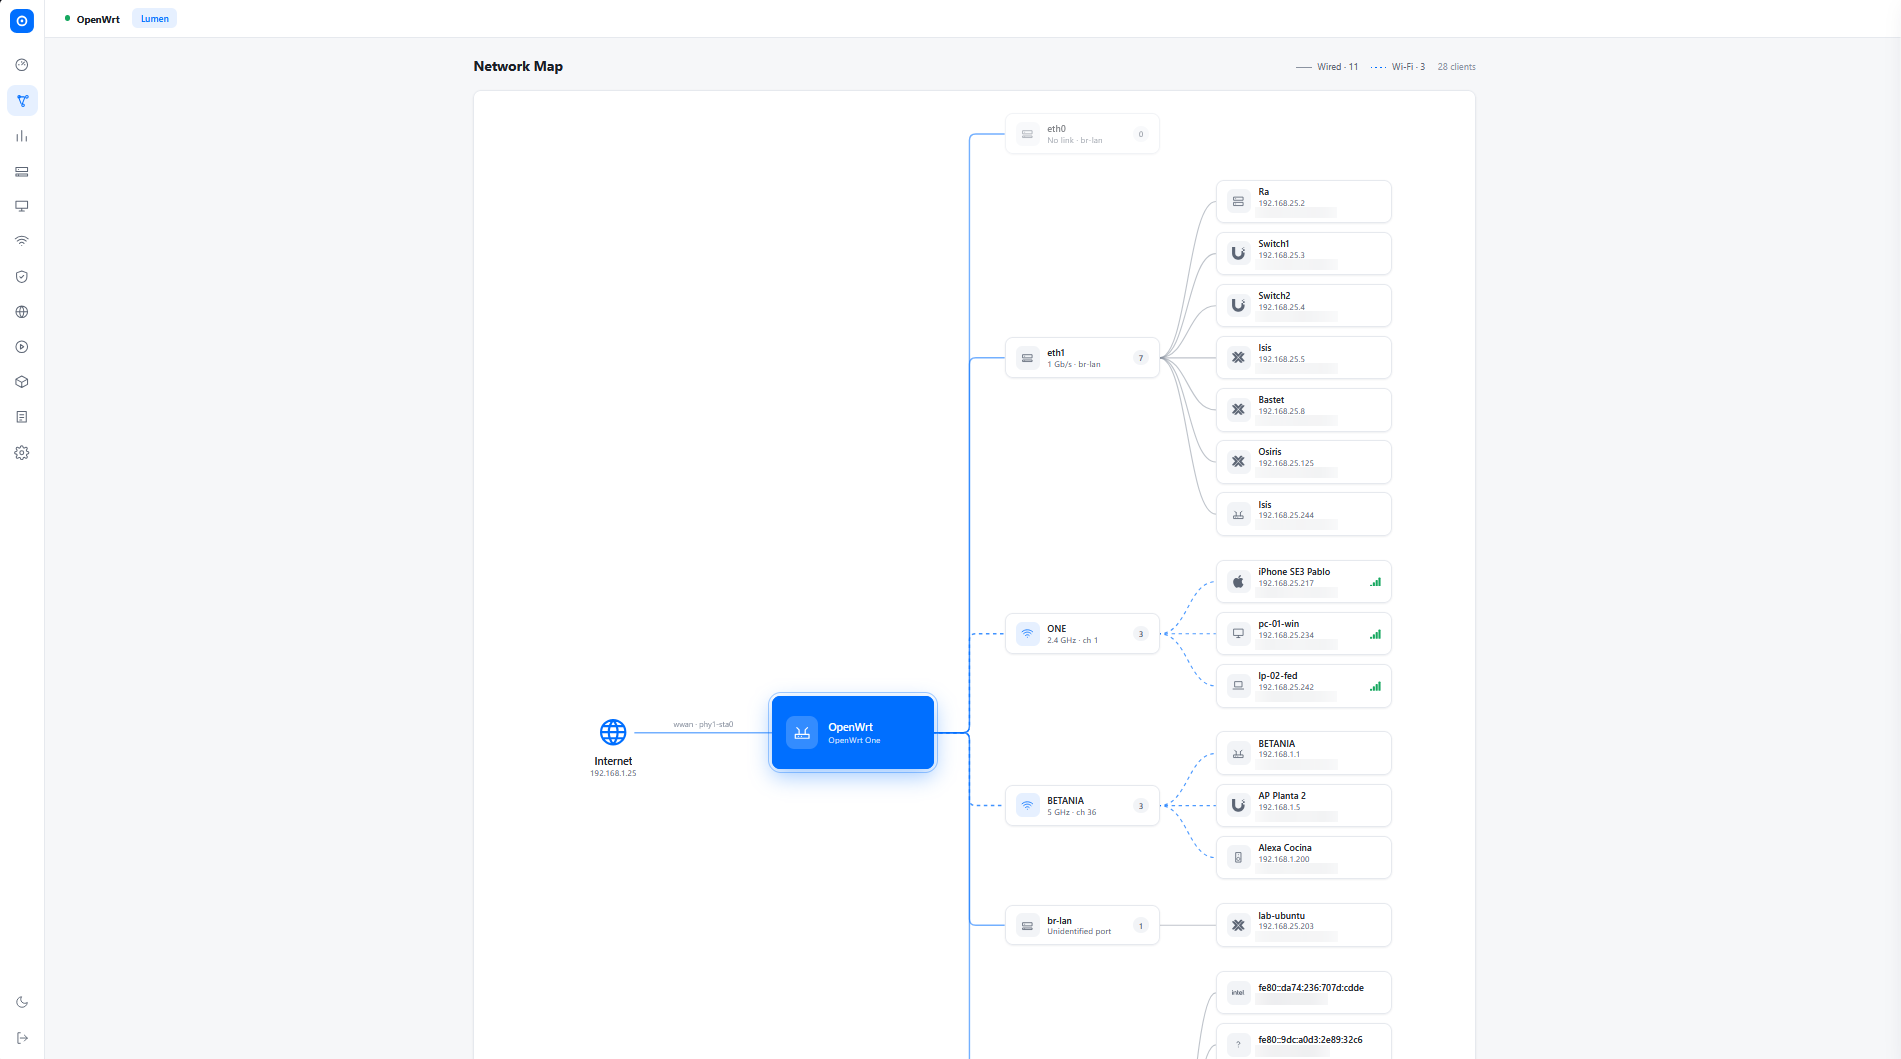 OpenWrt
Lumen
Network Map
Wired · 11
Wi-Fi · 3
28 clients
eth0
No link · br-lan
0
Ra
192.168.25.2
Switch1
192.168.25.3
Switch2
192.168.25.4
eth1
1 Gb/s · br-lan
7
Isis
192.168.25.5
Bastet
192.168.25.8
Osiris
192.168.25.125
Isis
192.168.25.244
iPhone SE3 Pablo
192.168.25.217
ONE
2.4 GHz · ch 1
3
pc-01-win
192.168.25.234
lp-02-fed
192.168.25.242
wwan · phy1-sta0
Internet
192.168.1.25
OpenWrt
OpenWrt One
BETANIA
192.168.1.1
BETANIA
5 GHz · ch 36
3
AP Planta 2
192.168.1.5
Alexa Cocina
192.168.1.200
br-lan
Unidentified port
1
lab-ubuntu
192.168.25.203
intel
fe80::da74:236:707d:cdde
?
fe80::9dc:a0d3:2e89:32c6